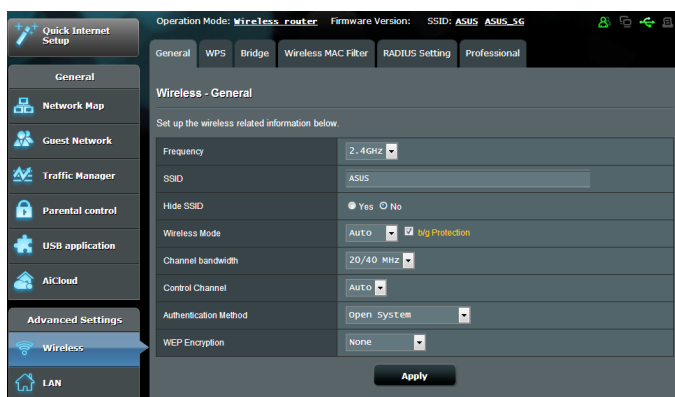 Quick Internet Setup
Operation Mode: Wireless router Firmware Version: SSID: ASUS ASUS_5G
General WPS Bridge Wireless MAC Filter RADIUS Setting Professional
General
Network Map
Guest Network
Traffic Manager
Parental control
USB application
AiCloud
Advanced Settings
Wireless
LAN
Wireless - General
Set up the wireless related information below.
Frequency 2.4GHz
SSID ASUS
Hide SSID Yes No
Wireless Mode Auto b/g Protection
Channel bandwidth 20/40 MHz
Control Channel Auto
Authentication Method Open System
WEP Encryption None
Apply